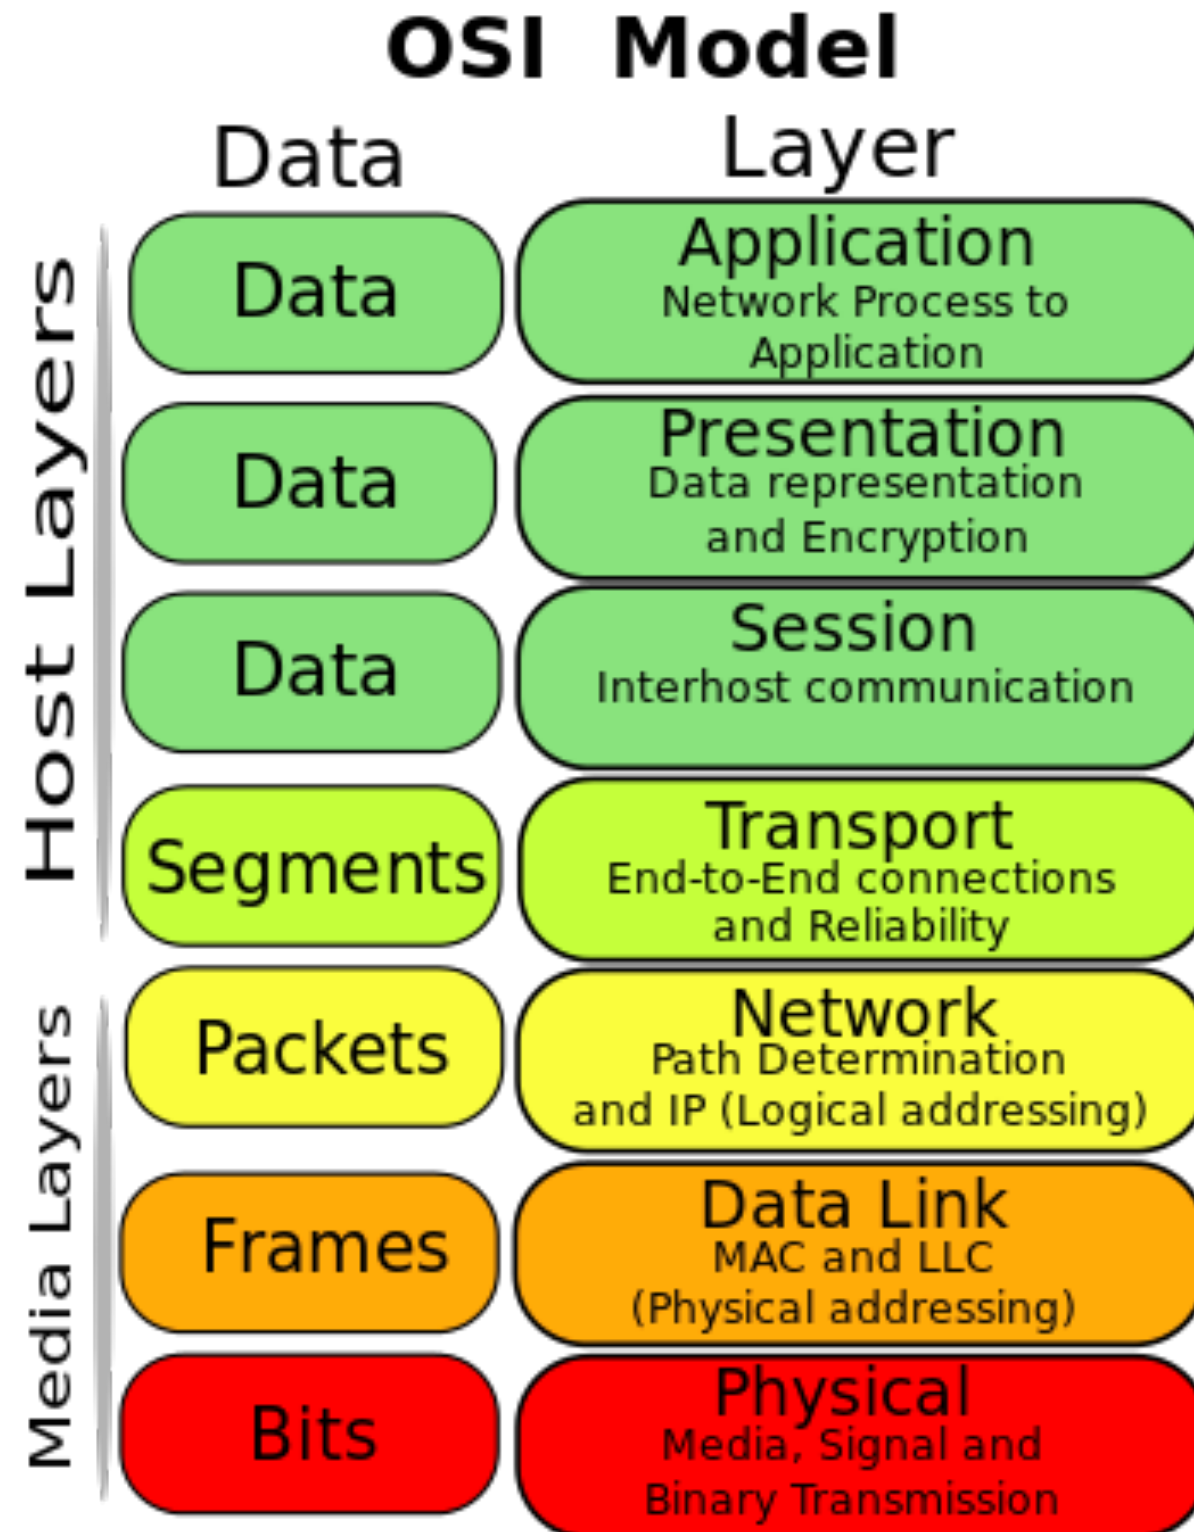 OSI Model
Data
Layer
Host Layers
Data
Application
Network Process to
Application
Data
Presentation
Data representation
and Encryption
Data
Session
Interhost communication
Segments
Transport
End-to-End connections
and Reliability
Media Layers
Packets
Network
Path Determination
and IP (Logical addressing)
Frames
Data Link
MAC and LLC
(Physical addressing)
Bits
Physical
Media, Signal and
Binary Transmission